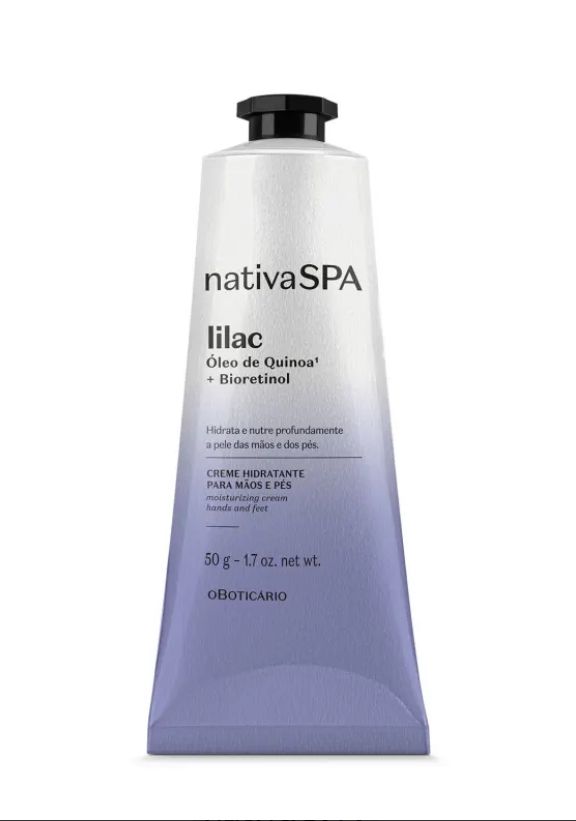 nativaSPA
lilac
Óleo de Quinoa¹
+ Bioretinol
Hidrata e nutre profundamente
a pele das mãos e dos pés.
CREME HIDRATANTE
PARA MÃOS E PÉS
moisturizing cream
hands and feet
50 g – 1.7 oz. net wt.
oBOTICÁRIO